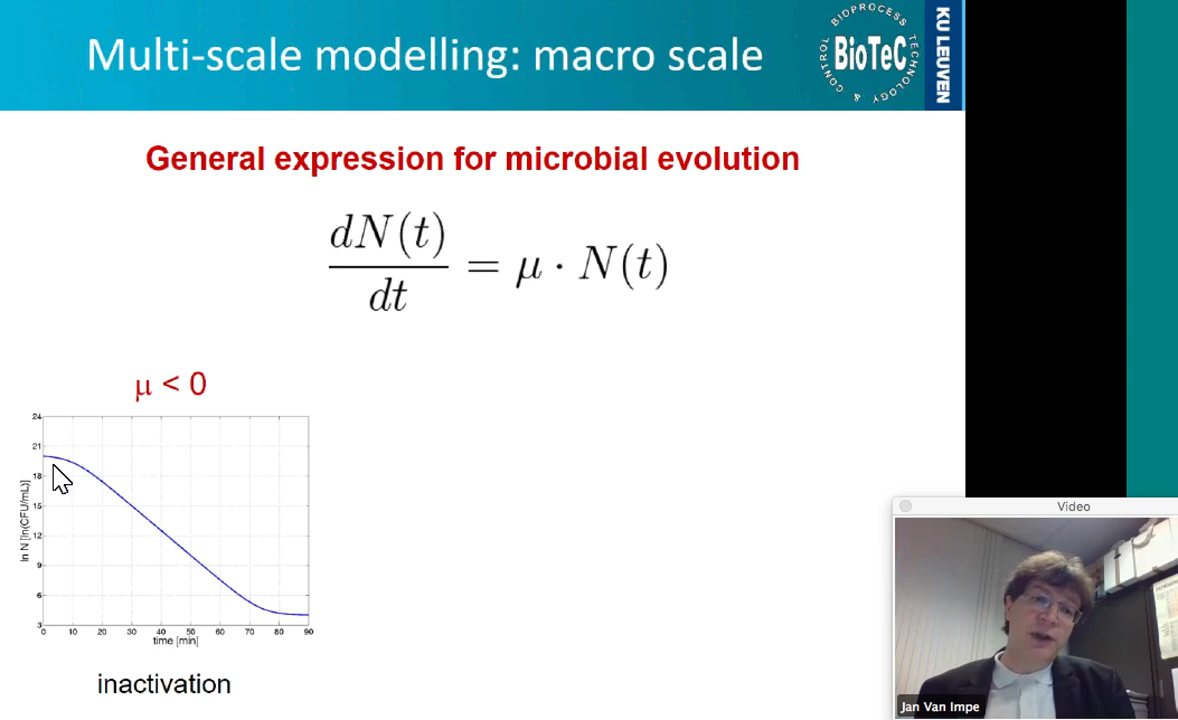 Multi-scale modelling: macro scale
BIOPROCESS
TECHNOLOGY
& CONTROL
BioTeC
KU LEUVEN
General expression for microbial evolution
dN(t)
dt
= μ · N(t)
μ < 0
24
21
18
15
12
9
6
3
ln N [ln(CFU/mL)]
0 10 20 30 40 50 60 70 80 90
time [min]
inactivation
Video
Jan Van Impe